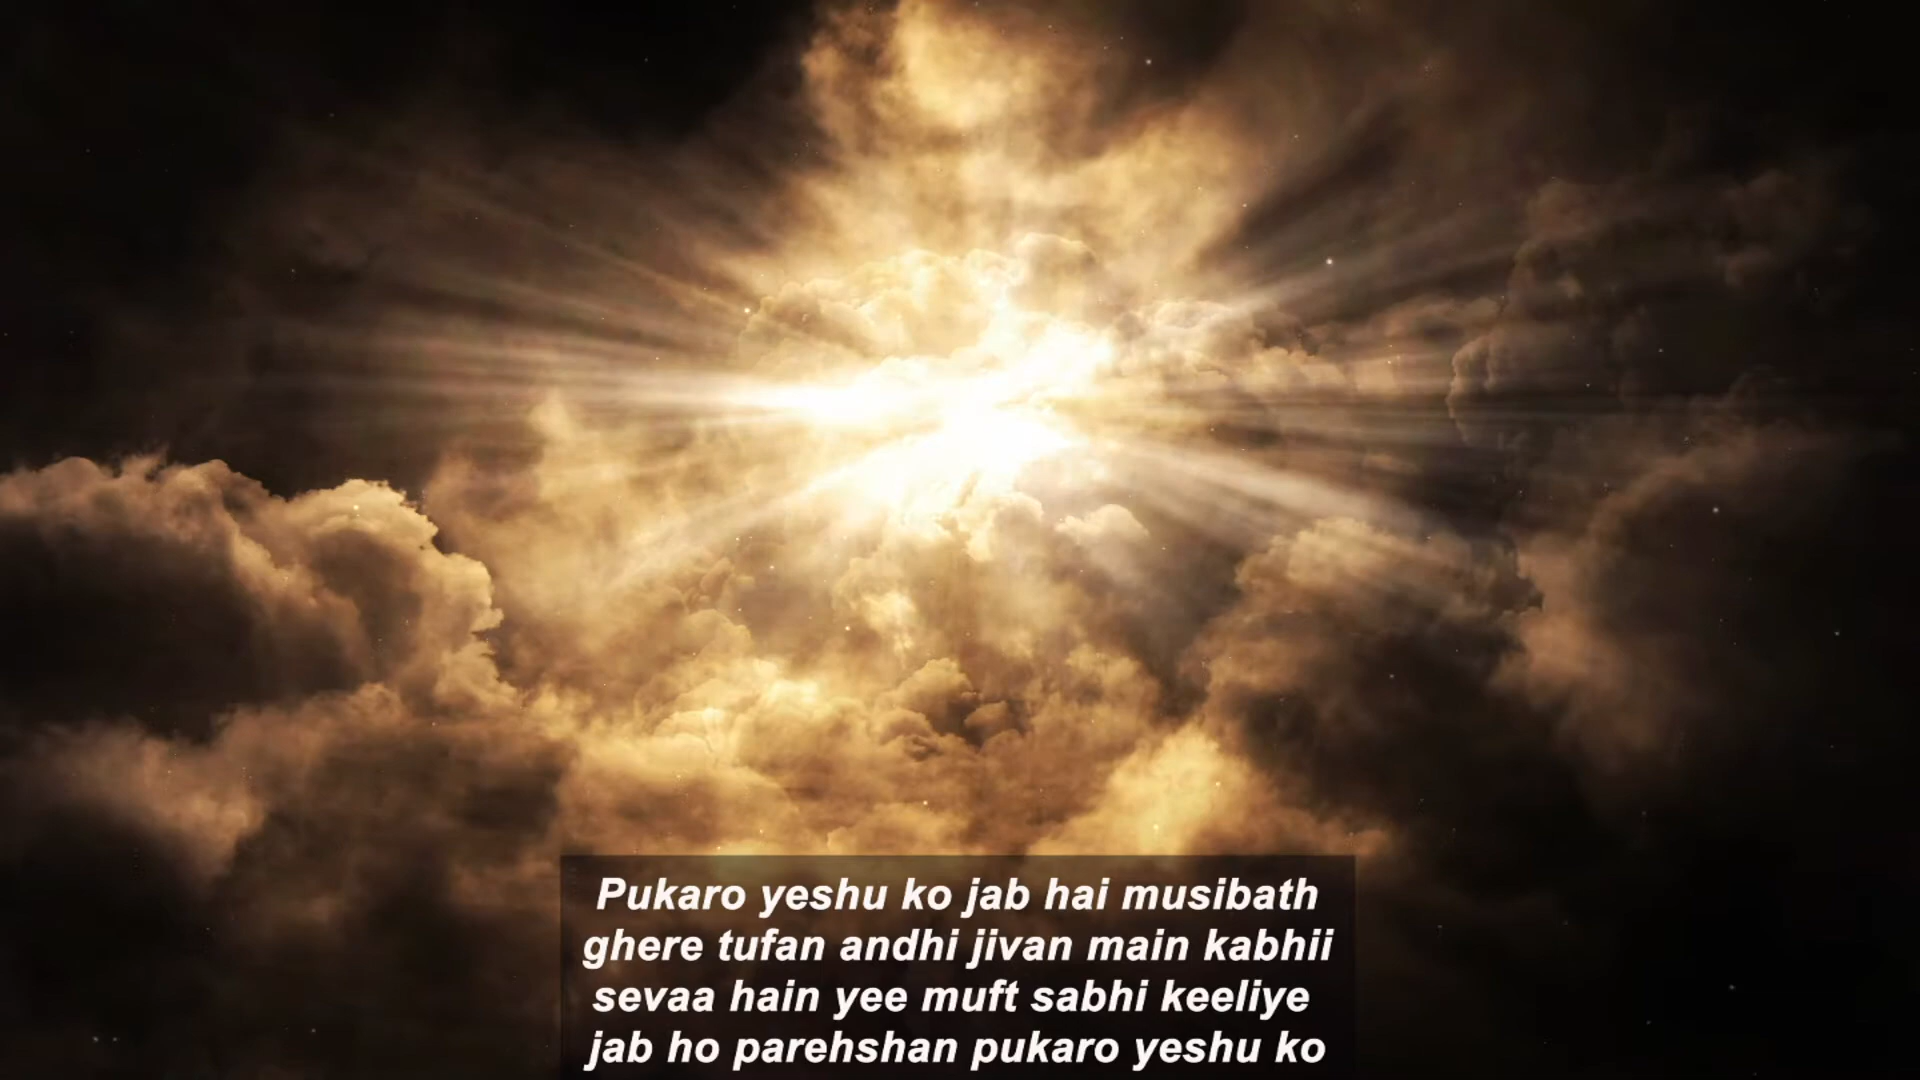 Pukaro yeshu ko jab hai musibath
ghere tufan andhi jivan main kabhii
sevaa hain yee muft sabhi keeliye
jab ho parehshan pukaro yeshu ko